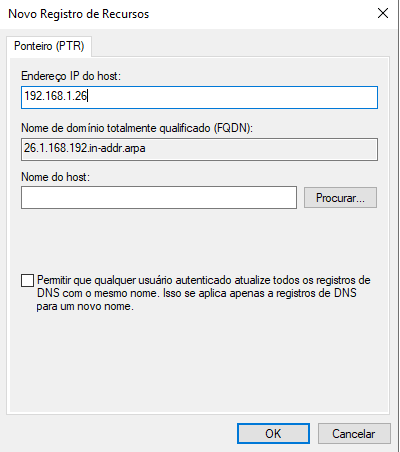 Novo Registro de Recursos
Ponteiro (PTR)
Endereço IP do host:
192.168.1.26
Nome de domínio totalmente qualificado (FQDN):
26.1.168.192.in-addr.arpa
Nome do host:
Procurar...
Permitir que qualquer usuário autenticado atualize todos os registros de
DNS com o mesmo nome. Isso se aplica apenas a registros de DNS
para um novo nome.
OK
Cancelar